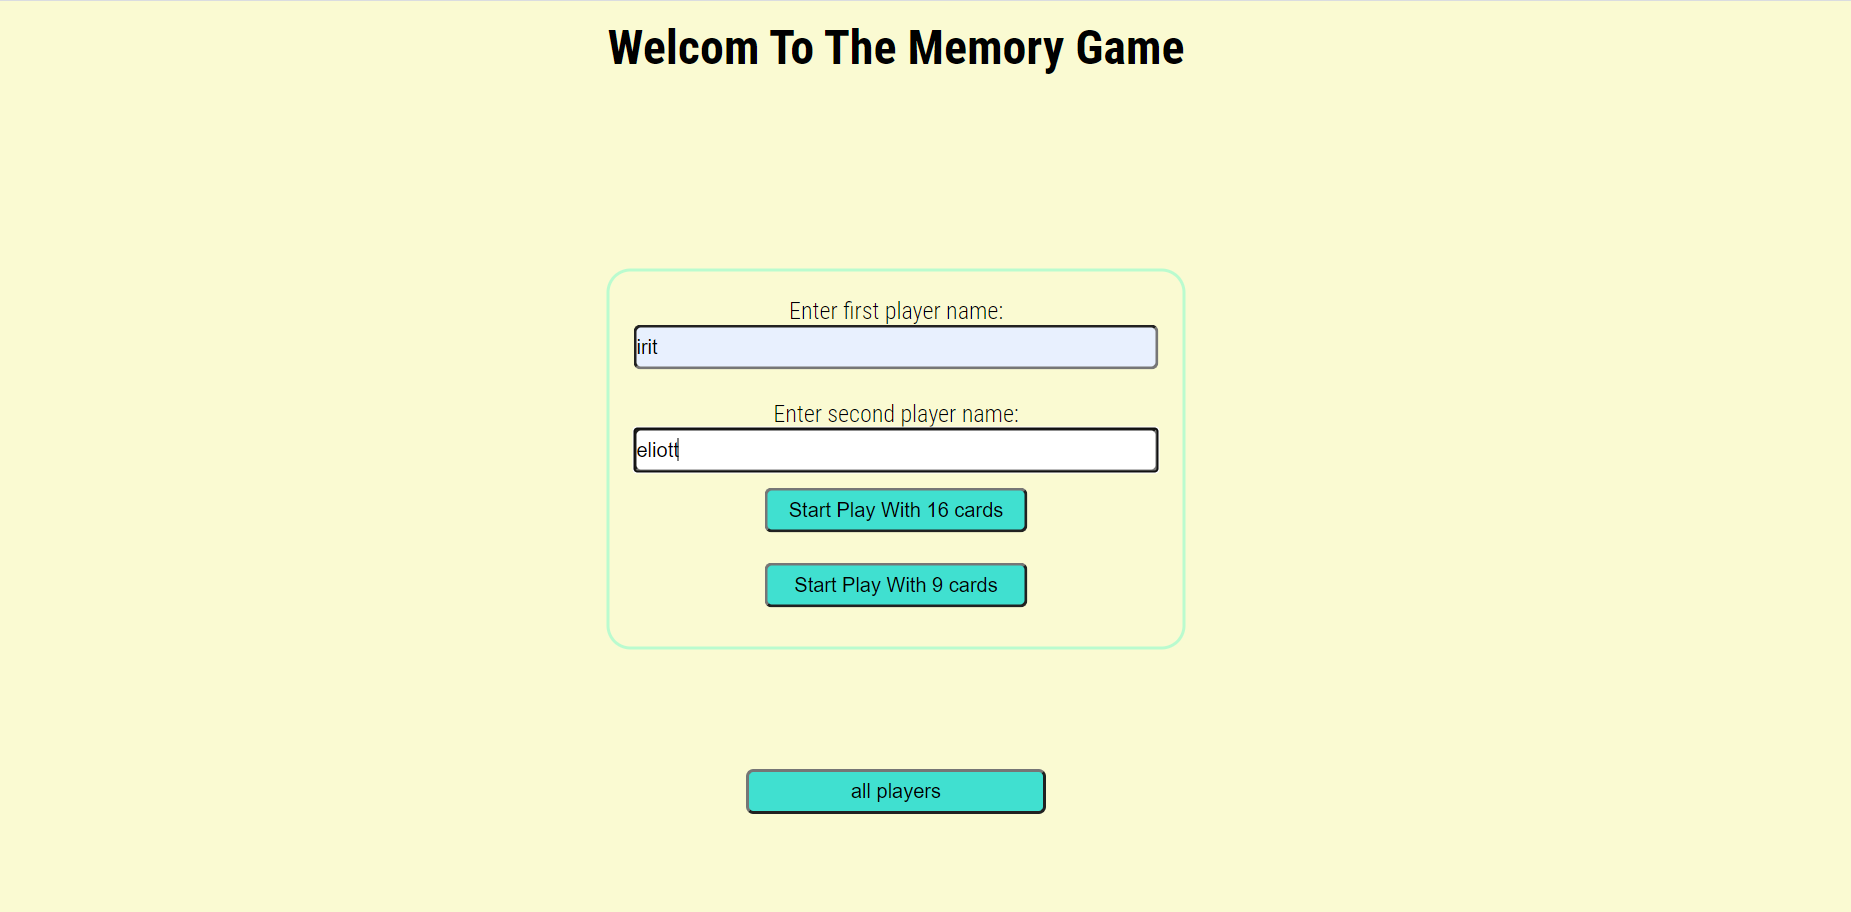 Welcom To The Memory Game
Enter first player name:
irit
Enter second player name:
eliott
Start Play With 16 cards
Start Play With 9 cards
all players